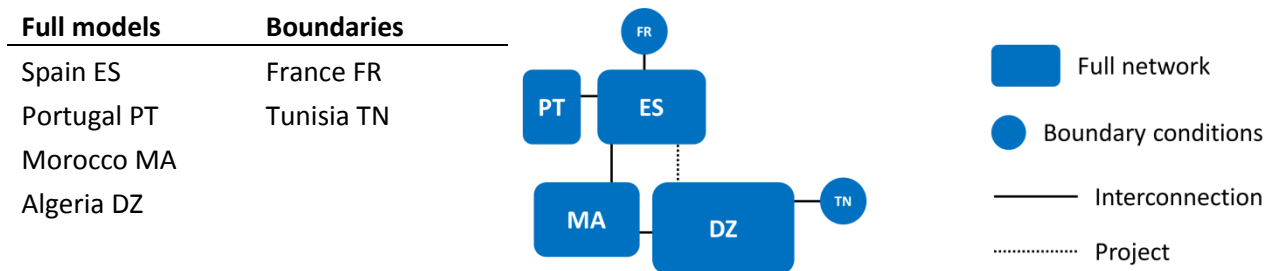 Full models Boundaries
Spain ES France FR
Portugal PT Tunisia TN
Morocco MA
Algeria DZ
FR
PT ES
MA DZ TN
Full network
Boundary conditions
Interconnection
Project